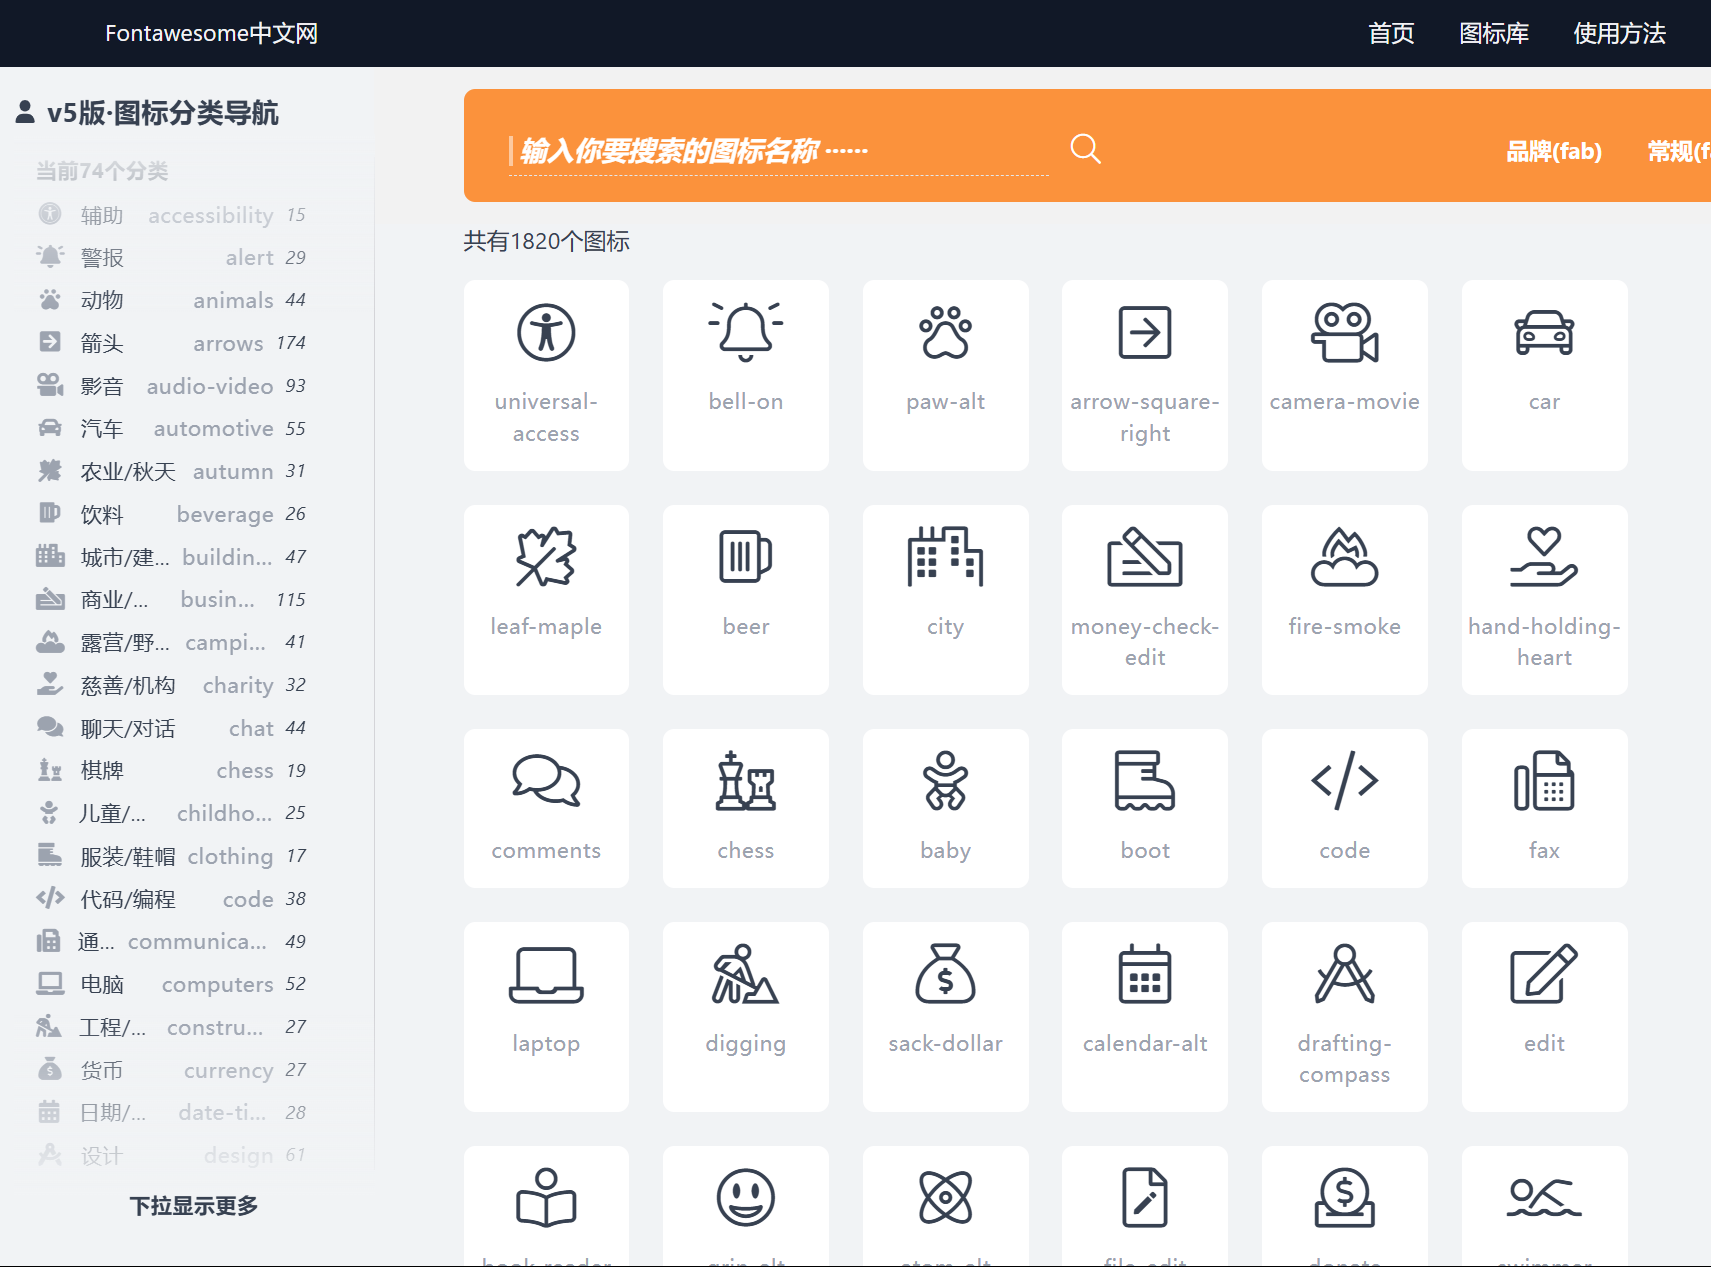 Fontawesome中文网
首页 图标库 使用方法
v5版·图标分类导航
当前74个分类
辅助 accessibility 15
警报 alert 29
动物 animals 44
箭头 arrows 174
影音 audio-video 93
汽车 automotive 55
农业/秋天 autumn 31
饮料 beverage 26
城市/建... buildin... 47
商业/... busin... 115
露营/野... campi... 41
慈善/机构 charity 32
聊天/对话 chat 44
棋牌 chess 19
儿童/... childho... 25
服装/鞋帽 clothing 17
代码/编程 code 38
通... communica... 49
电脑 computers 52
工程/... constru... 27
货币 currency 27
日期/... date-ti... 28
设计 design 61
下拉显示更多
输入你要搜索的图标名称 ······
品牌(fab) 常规(f
共有1820个图标
universal-
access
bell-on
paw-alt
arrow-square-
right
camera-movie
car
leaf-maple
beer
city
money-check-
edit
fire-smoke
hand-holding-
heart
comments
chess
baby
boot
code
fax
laptop
digging
sack-dollar
calendar-alt
drafting-
compass
edit
book-reader
grin-alt
atom-alt
file-edit
donate
swimmer